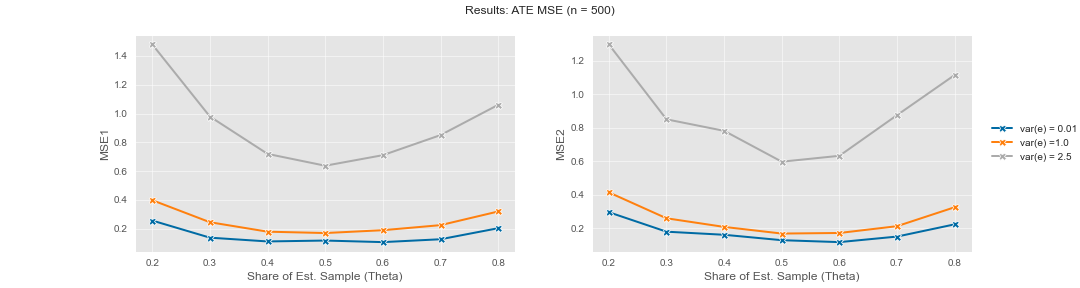 Results: ATE MSE (n = 500)
MSE1
1.4
1.2
1.0
0.8
0.6
0.4
0.2
0.2 0.3 0.4 0.5 0.6 0.7 0.8
Share of Est. Sample (Theta)
MSE2
1.2
1.0
0.8
0.6
0.4
0.2
0.2 0.3 0.4 0.5 0.6 0.7 0.8
Share of Est. Sample (Theta)
var(e) = 0.01
var(e) =1.0
var(e) = 2.5